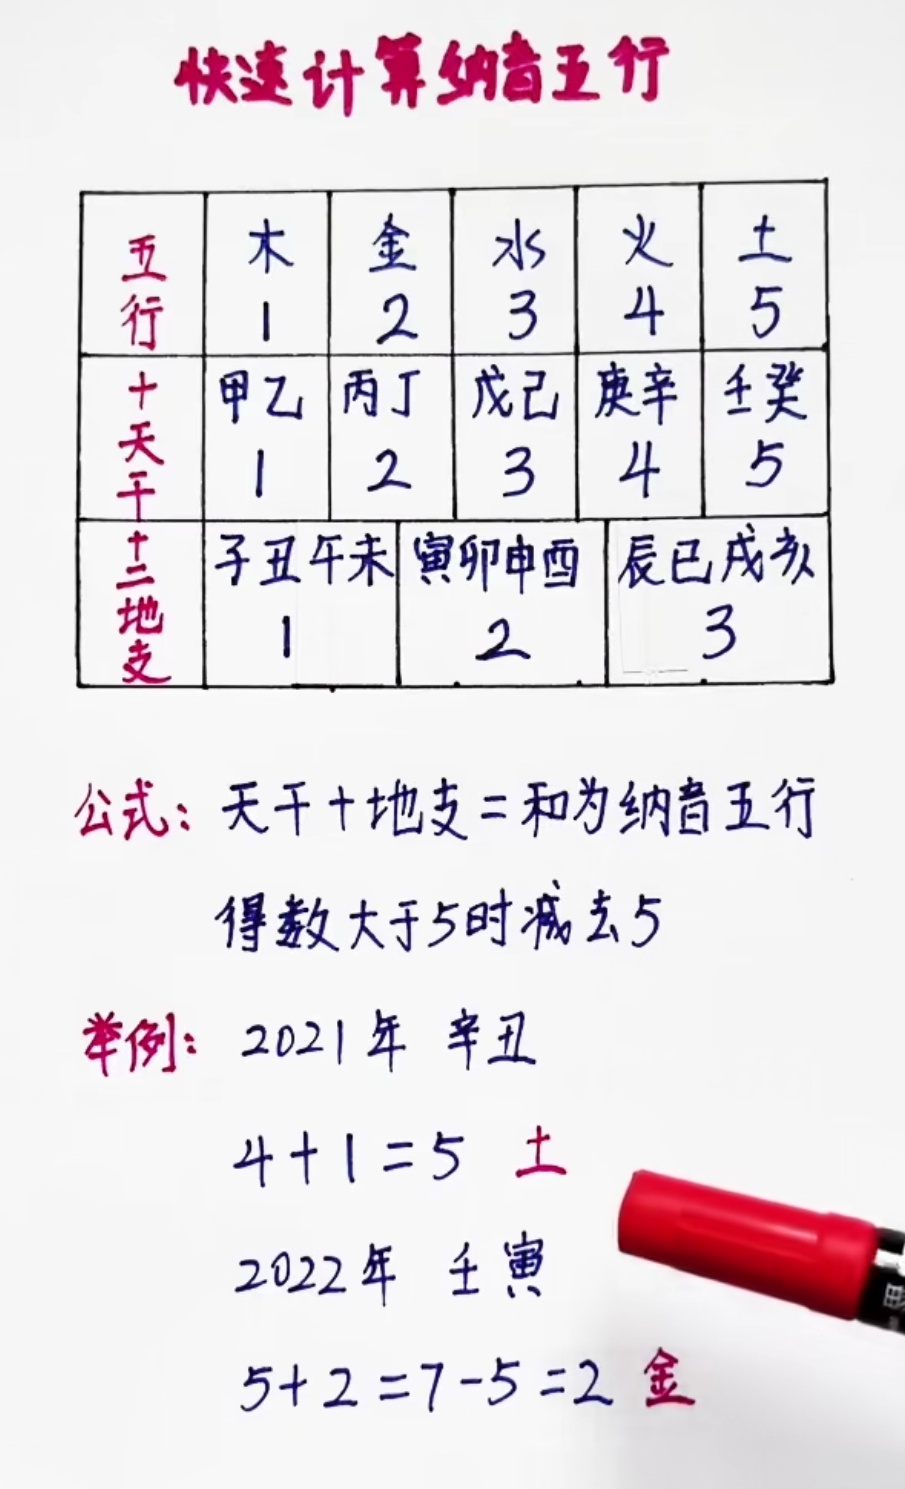 快速计算纳音五行
五行 木 金 水 火 土
1 2 3 4 5
十天干 甲乙 丙丁 戊己 庚辛 壬癸
1 2 3 4 5
十二地支 子丑午未 寅卯申酉 辰巳戌亥
1 2 3
公式：天干+地支=和为纳音五行
得数大于5时减去5
举例：2021年 辛丑
4+1=5 土
2022年 壬寅
5+2=7-5=2 金